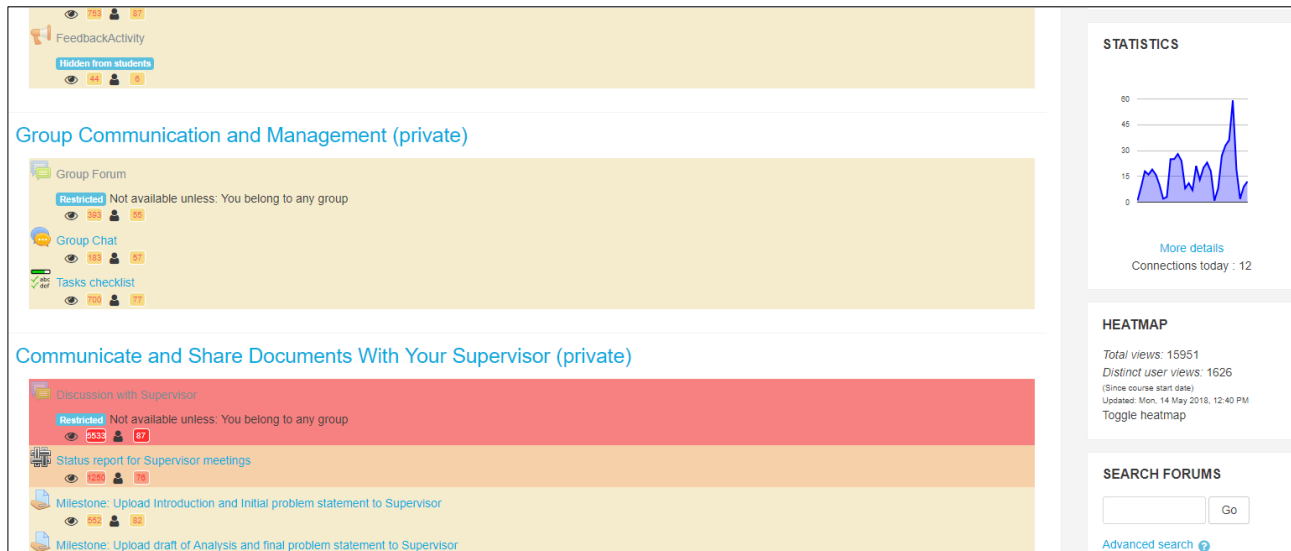 763 87
FeedbackActivity
Hidden from students
44 6
Group Communication and Management (private)
Group Forum
Restricted Not available unless: You belong to any group
393 56
Group Chat
183 57
abc
def
Tasks checklist
700 77
Communicate and Share Documents With Your Supervisor (private)
Discussion with Supervisor
Restricted Not available unless: You belong to any group
5533 87
Status report for Supervisor meetings
1260 76
Milestone: Upload Introduction and Initial problem statement to Supervisor
552 82
Milestone: Upload draft of Analysis and final problem statement to Supervisor
STATISTICS
60
45
30
15
0
More details
Connections today : 12
HEATMAP
Total views: 15951
Distinct user views: 1626
(Since course start date)
Updated: Mon, 14 May 2018, 12:40 PM
Toggle heatmap
SEARCH FORUMS
Go
Advanced search ?